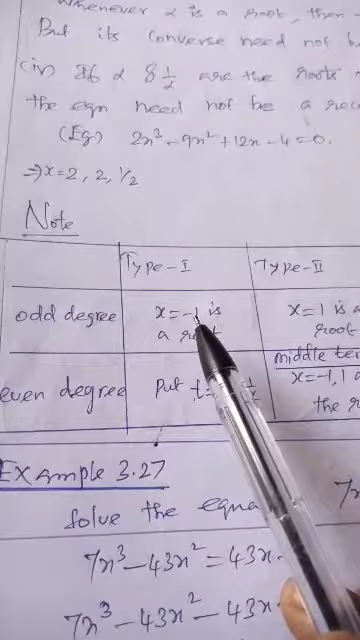 Whenever α is a root, then
But its converse need not b
(iv) If α & 1/α are the roots
the eqn need not be a rec
(Eg) 2x³ - 9x² + 12x - 4 = 0.
⇒ x = 2, 2, 1/2
Note
Type-I Type-II
odd degree x = -1 is a root x = 1 is a root
middle ter
even degree Put x = -1, 1 a the r
Example 3.27
Solve the equa
7x³ - 43x² = 43x
7x³ - 43x² - 43x